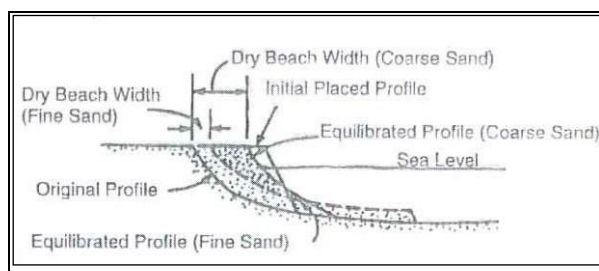 Dry Beach Width (Coarse Sand)
Dry Beach Width
(Fine Sand)
Initial Placed Profile
Equilibrated Profile (Coarse Sand)
Sea Level
Original Profile
Equilibrated Profile (Fine Sand)